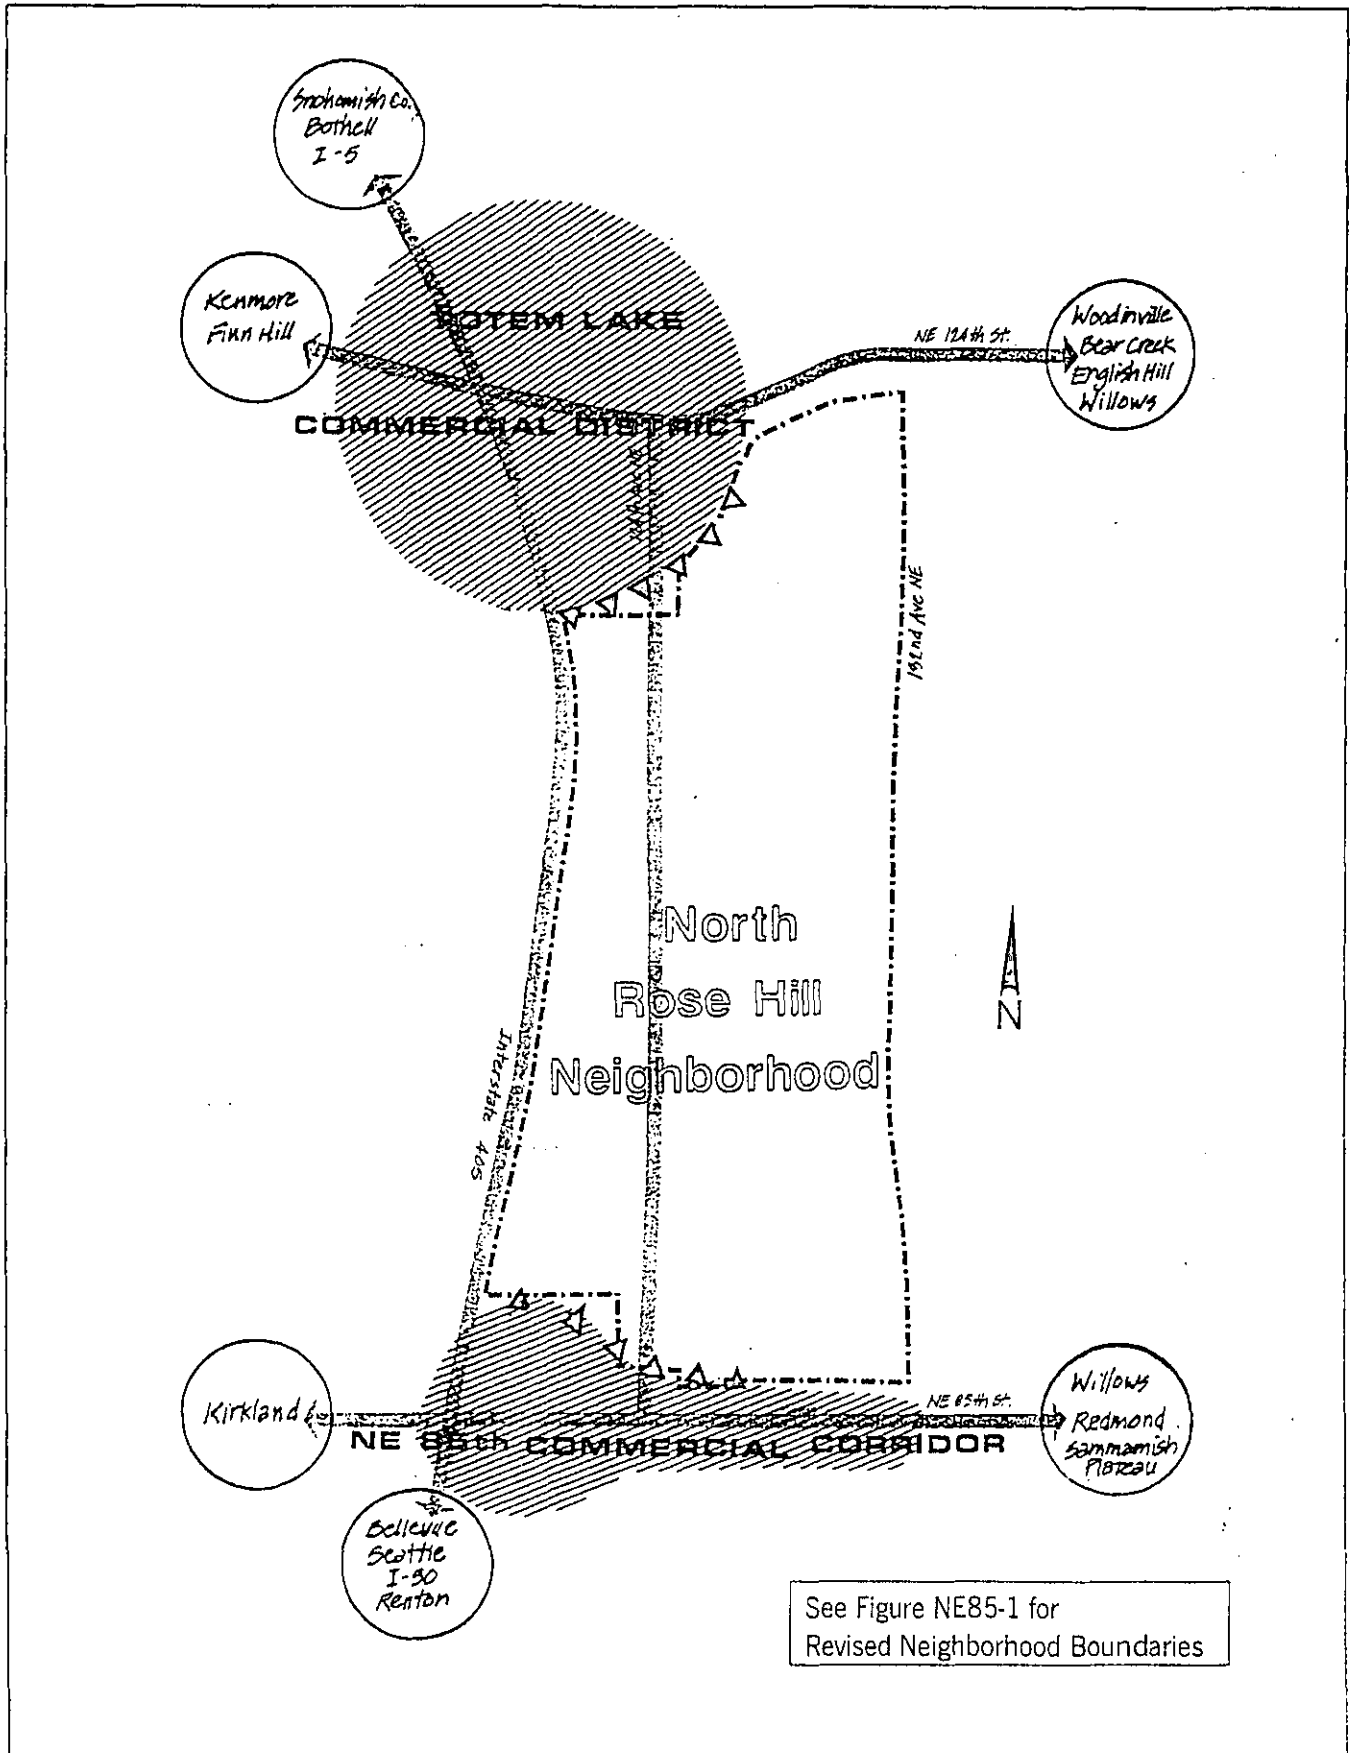 Snohomish Co.
Bothell
I-5
Kenmore
Finn Hill
TOTEM LAKE
COMMERCIAL DISTRICT
NE 124th St.
Woodinville
Bear Creek
English Hill
Willows
132nd Ave NE
North
Rose Hill
Neighborhood
N
Interstate 405
Kirkland
NE 85th COMMERCIAL CORRIDOR
NE 85th St.
Willows
Redmond
Sammamish
Plateau
Bellevue
Seattle
I-90
Renton
See Figure NE85-1 for
Revised Neighborhood Boundaries